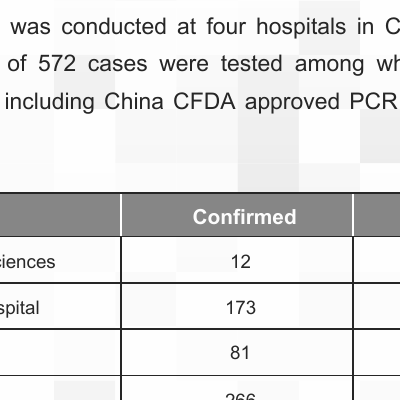 was conducted at four hospitals in C
of 572 cases were tested among wh
including China CFDA approved PCR
Confirmed
ciences 12
spital 173
81
266